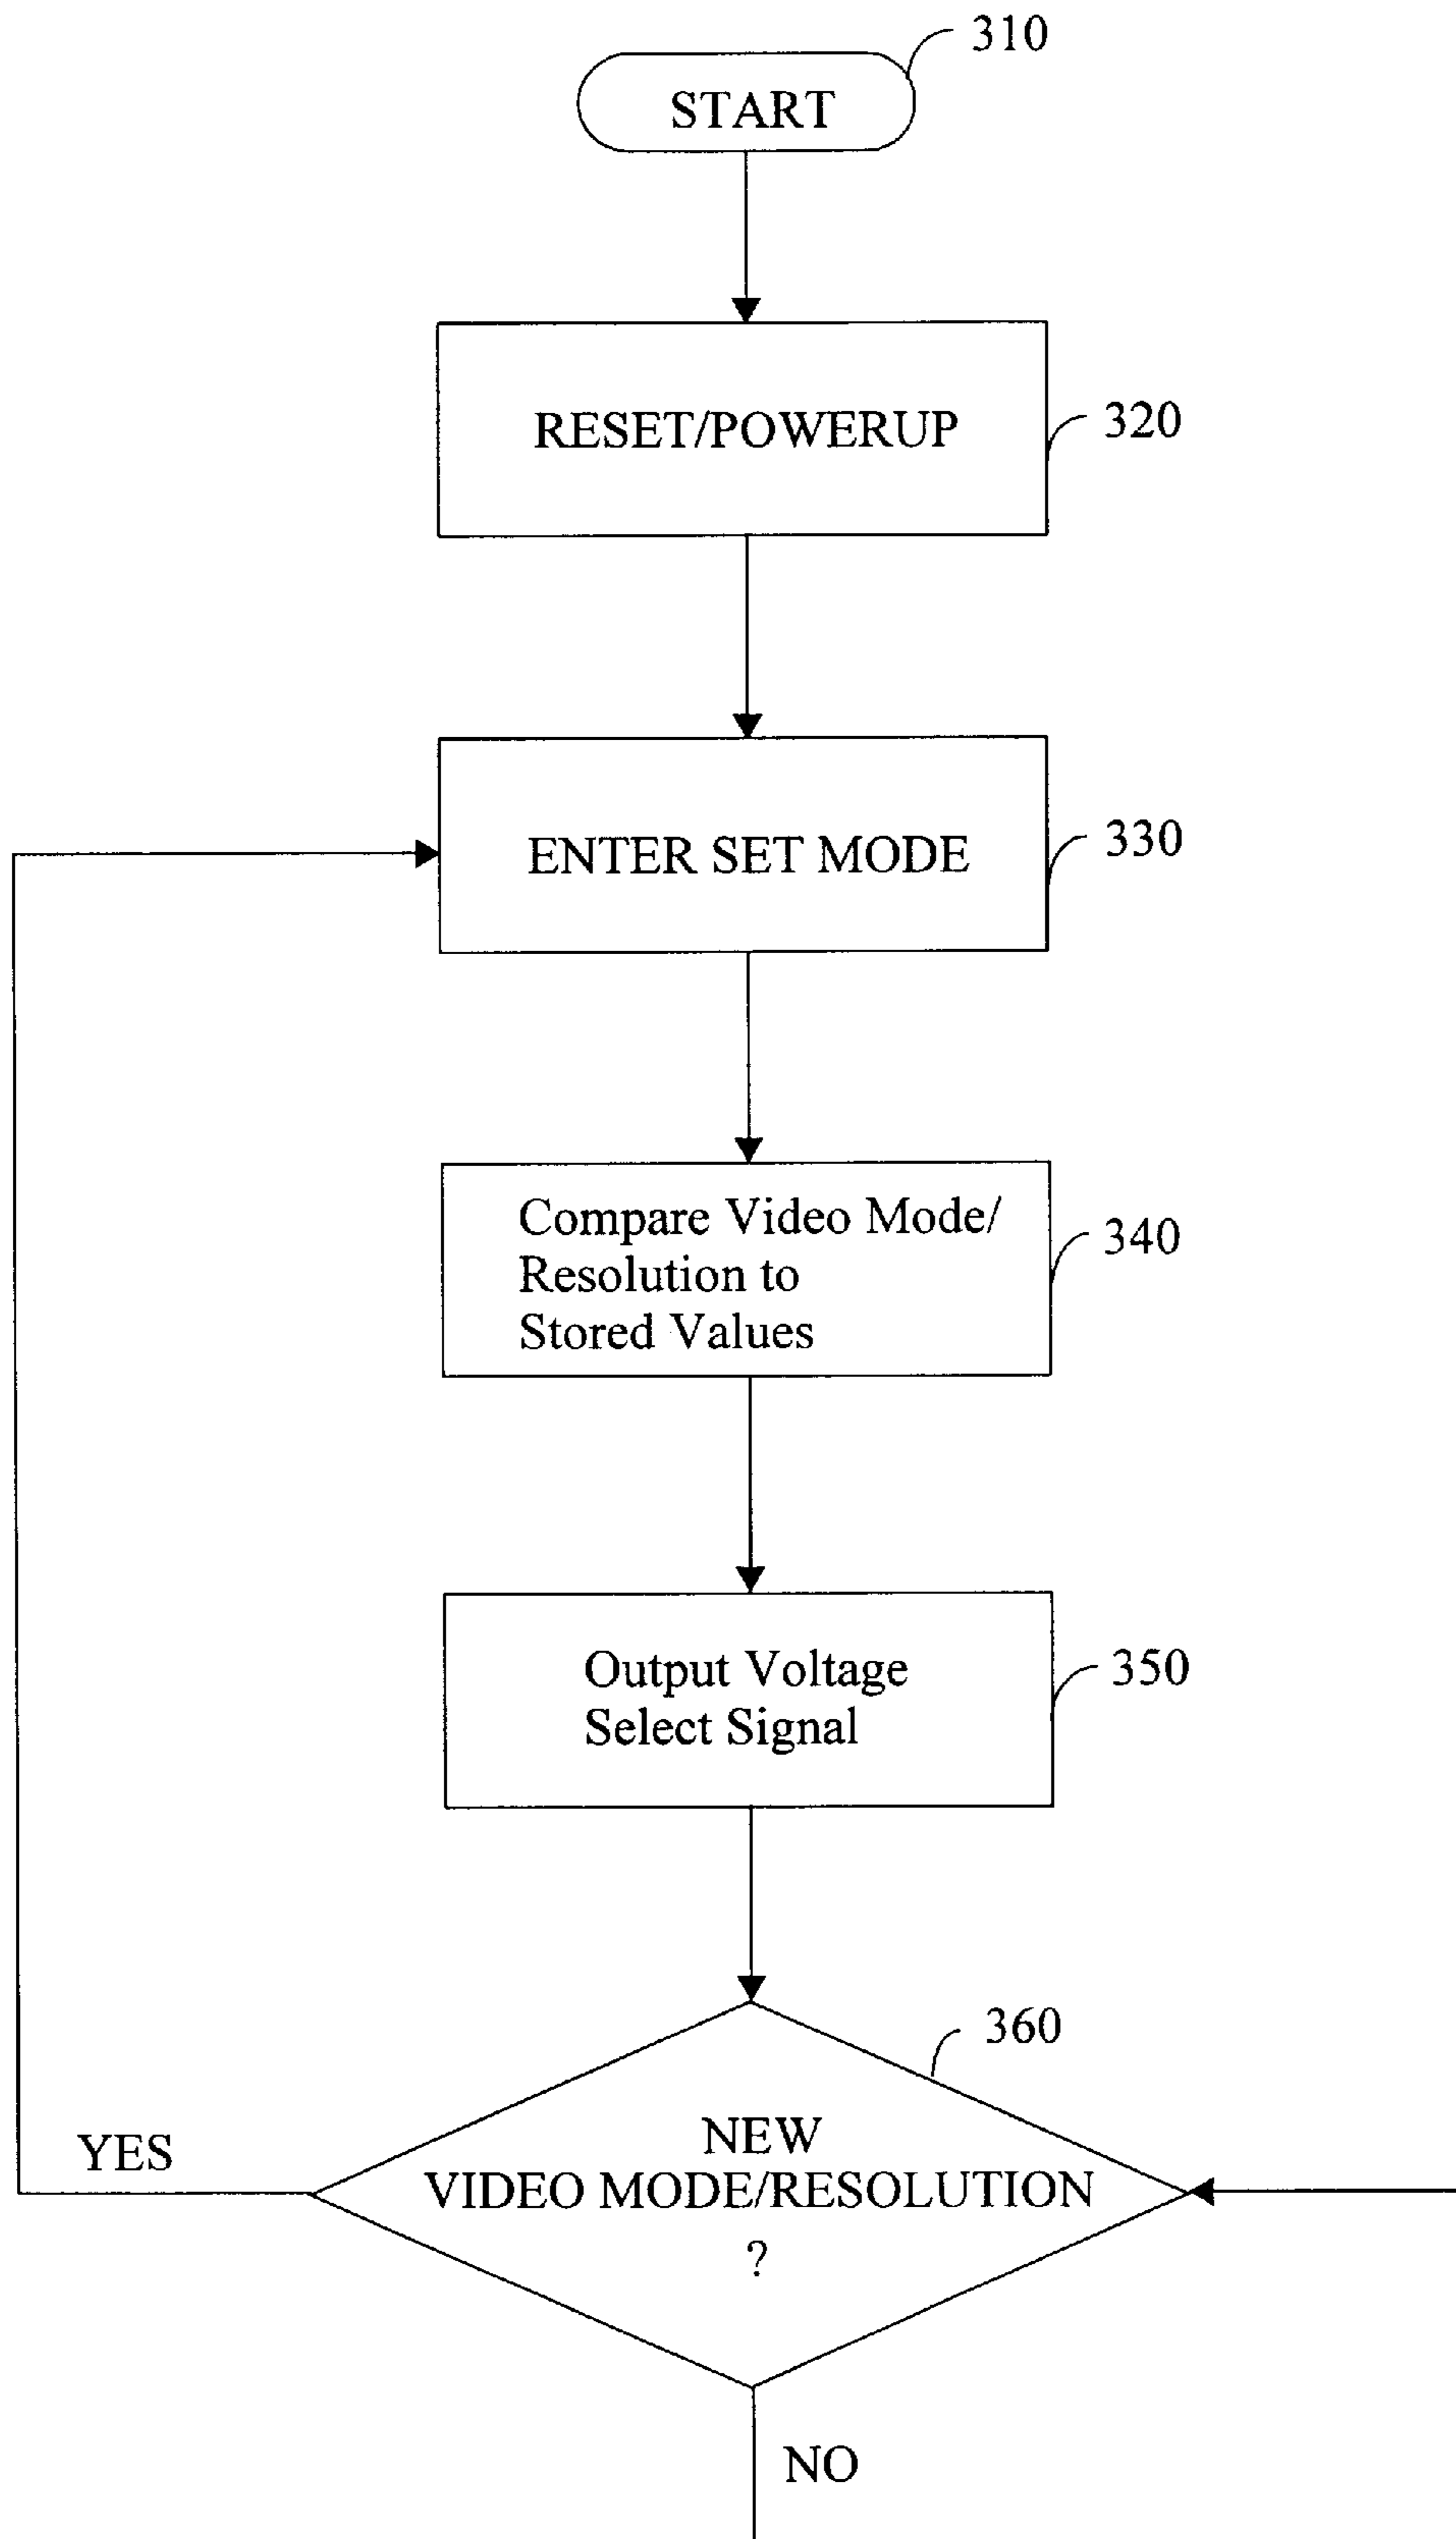 310
START
RESET/POWERUP
320
ENTER SET MODE
330
Compare Video Mode/
Resolution to
Stored Values
340
Output Voltage
Select Signal
350
360
NEW
VIDEO MODE/RESOLUTION
?
YES
NO